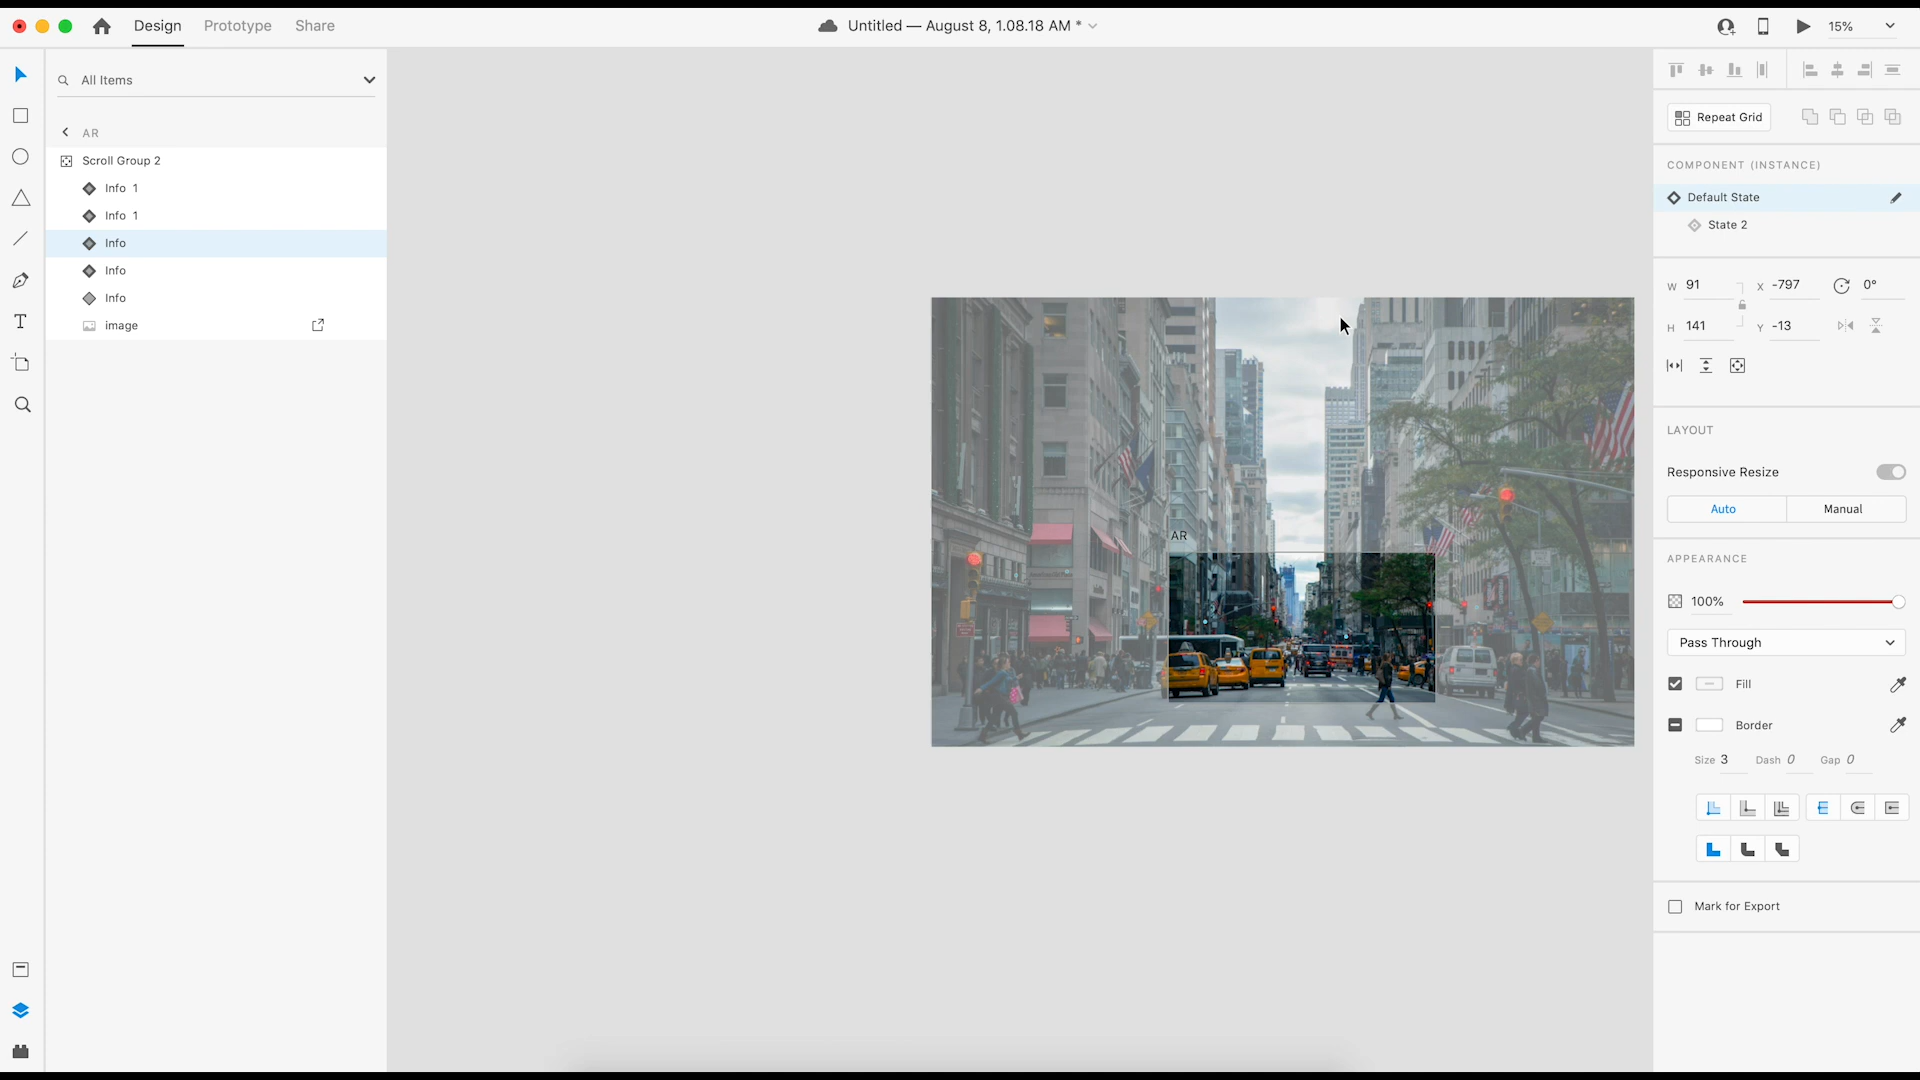 Design Prototype Share
Untitled — August 8, 1.08.18 AM *
15%
All Items
AR
Scroll Group 2
Info 1
Info 1
Info
Info
Info
image
AR
Repeat Grid
COMPONENT (INSTANCE)
Default State
State 2
W 91 X -797 0°
H 141 Y -13
LAYOUT
Responsive Resize
Auto Manual
APPEARANCE
100%
Pass Through
Fill
Border
Size 3 Dash 0 Gap 0
Mark for Export